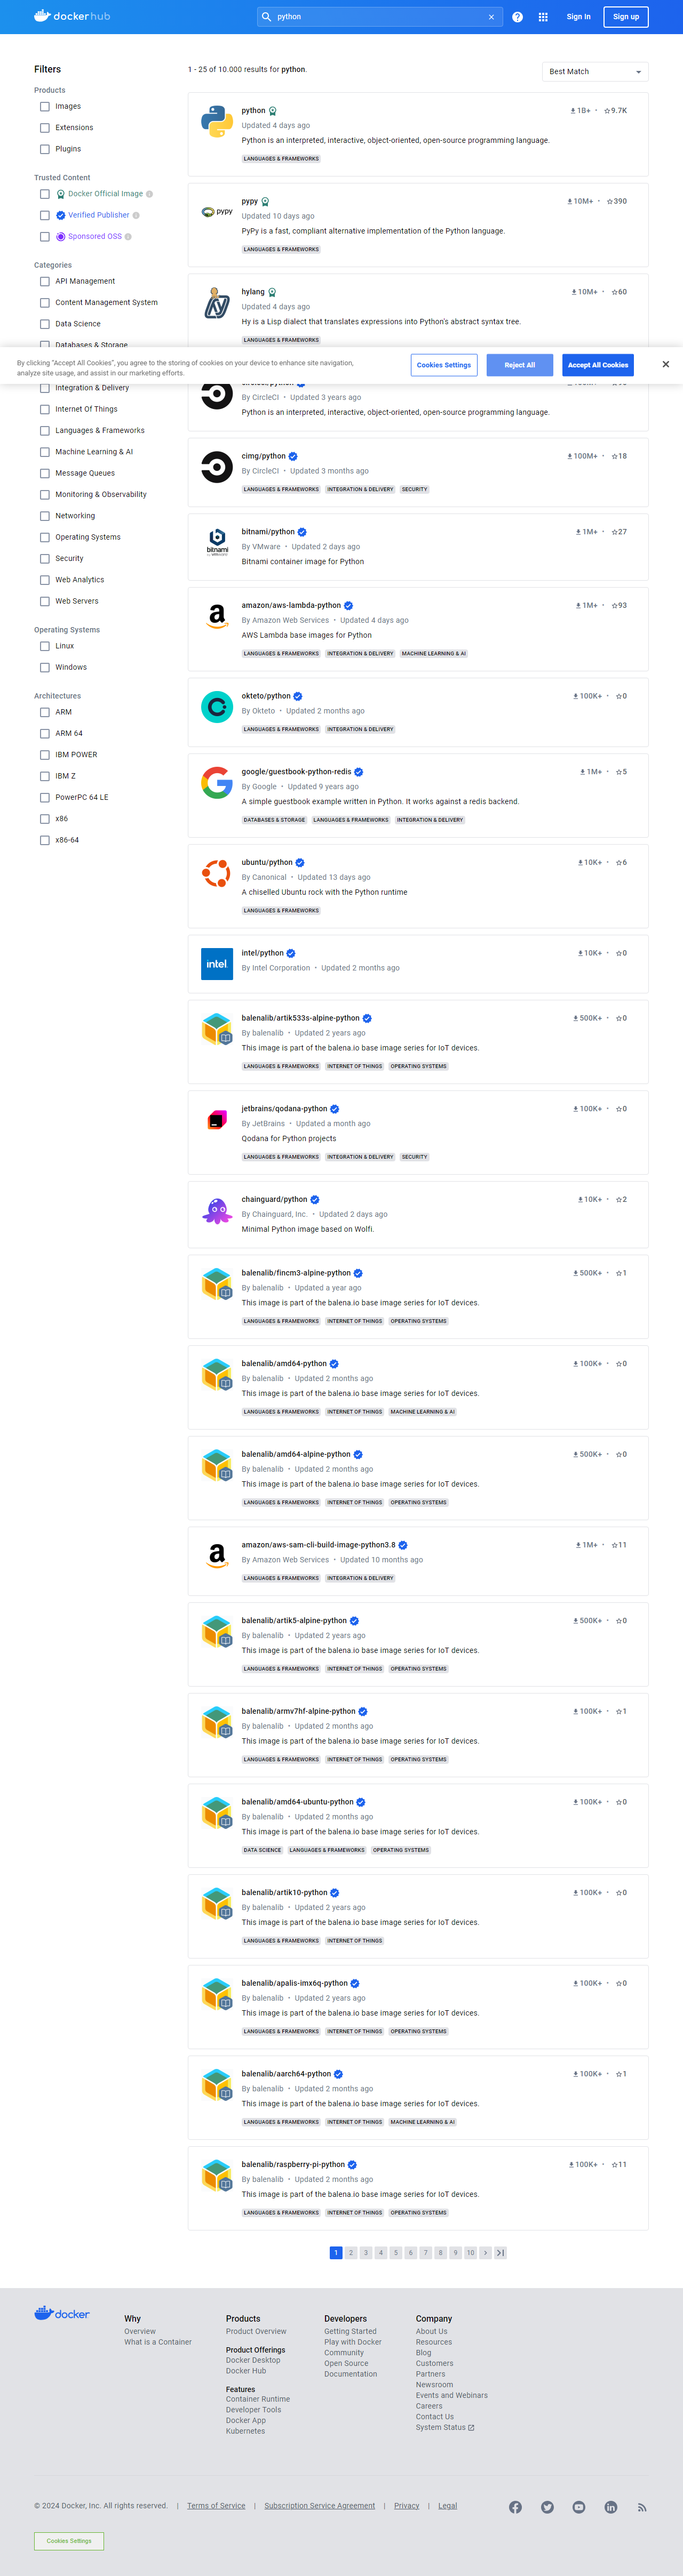 docker hub
python
Sign In
Sign up
Filters
Products
Images
Extensions
Plugins
Trusted Content
Docker Official Image
Verified Publisher
Sponsored OSS
Categories
API Management
Content Management System
Data Science
Databases & Storage
By clicking "Accept All Cookies", you agree to the storing of cookies on your device to enhance site navigation,
analyze site usage, and assist in our marketing efforts.
Cookies Settings
Reject All
Accept All Cookies
Integration & Delivery
Internet Of Things
Languages & Frameworks
Machine Learning & AI
Message Queues
Monitoring & Observability
Networking
Operating Systems
Security
Web Analytics
Web Servers
Operating Systems
Linux
Windows
Architectures
ARM
ARM 64
IBM POWER
IBM Z
PowerPC 64 LE
x86
x86-64
1 - 25 of 10.000 results for python.
Best Match
python
1B+ • 9.7K
Updated 4 days ago
Python is an interpreted, interactive, object-oriented, open-source programming language.
LANGUAGES & FRAMEWORKS
pypy
pypy
10M+ • 390
Updated 10 days ago
PyPy is a fast, compliant alternative implementation of the Python language.
LANGUAGES & FRAMEWORKS
hylang
10M+ • 60
Updated 4 days ago
Hy is a Lisp dialect that translates expressions into Python's abstract syntax tree.
LANGUAGES & FRAMEWORKS
By CircleCI • Updated 3 years ago
Python is an interpreted, interactive, object-oriented, open-source programming language.
cimg/python
100M+ • 18
By CircleCI • Updated 3 months ago
LANGUAGES & FRAMEWORKS INTEGRATION & DELIVERY SECURITY
bitnami
by VMware
bitnami/python
1M+ • 27
By VMware • Updated 2 days ago
Bitnami container image for Python
amazon/aws-lambda-python
1M+ • 93
By Amazon Web Services • Updated 4 days ago
AWS Lambda base images for Python
LANGUAGES & FRAMEWORKS INTEGRATION & DELIVERY MACHINE LEARNING & AI
okteto/python
100K+ • 0
By Okteto • Updated 2 months ago
LANGUAGES & FRAMEWORKS INTEGRATION & DELIVERY
google/guestbook-python-redis
1M+ • 5
By Google • Updated 9 years ago
A simple guestbook example written in Python. It works against a redis backend.
DATABASES & STORAGE LANGUAGES & FRAMEWORKS INTEGRATION & DELIVERY
ubuntu/python
10K+ • 6
By Canonical • Updated 13 days ago
A chiselled Ubuntu rock with the Python runtime
LANGUAGES & FRAMEWORKS
intel
intel/python
10K+ • 0
By Intel Corporation • Updated 2 months ago
balenalib/artik533s-alpine-python
500K+ • 0
By balenalib • Updated 2 years ago
This image is part of the balena.io base image series for IoT devices.
LANGUAGES & FRAMEWORKS INTERNET OF THINGS OPERATING SYSTEMS
jetbrains/qodana-python
100K+ • 0
By JetBrains • Updated a month ago
Qodana for Python projects
LANGUAGES & FRAMEWORKS INTEGRATION & DELIVERY SECURITY
chainguard/python
10K+ • 2
By Chainguard, Inc. • Updated 2 days ago
Minimal Python image based on Wolfi.
balenalib/fincm3-alpine-python
500K+ • 1
By balenalib • Updated a year ago
This image is part of the balena.io base image series for IoT devices.
LANGUAGES & FRAMEWORKS INTERNET OF THINGS OPERATING SYSTEMS
balenalib/amd64-python
100K+ • 0
By balenalib • Updated 2 months ago
This image is part of the balena.io base image series for IoT devices.
LANGUAGES & FRAMEWORKS INTERNET OF THINGS MACHINE LEARNING & AI
balenalib/amd64-alpine-python
500K+ • 0
By balenalib • Updated 2 months ago
This image is part of the balena.io base image series for IoT devices.
LANGUAGES & FRAMEWORKS INTERNET OF THINGS OPERATING SYSTEMS
amazon/aws-sam-cli-build-image-python3.8
1M+ • 11
By Amazon Web Services • Updated 10 months ago
LANGUAGES & FRAMEWORKS INTEGRATION & DELIVERY
balenalib/artik5-alpine-python
500K+ • 0
By balenalib • Updated 2 years ago
This image is part of the balena.io base image series for IoT devices.
LANGUAGES & FRAMEWORKS INTERNET OF THINGS OPERATING SYSTEMS
balenalib/armv7hf-alpine-python
100K+ • 1
By balenalib • Updated 2 months ago
This image is part of the balena.io base image series for IoT devices.
LANGUAGES & FRAMEWORKS INTERNET OF THINGS OPERATING SYSTEMS
balenalib/amd64-ubuntu-python
100K+ • 0
By balenalib • Updated 2 months ago
This image is part of the balena.io base image series for IoT devices.
DATA SCIENCE LANGUAGES & FRAMEWORKS OPERATING SYSTEMS
balenalib/artik10-python
100K+ • 0
By balenalib • Updated 2 years ago
This image is part of the balena.io base image series for IoT devices.
LANGUAGES & FRAMEWORKS INTERNET OF THINGS
balenalib/apalis-imx6q-python
100K+ • 0
By balenalib • Updated 2 years ago
This image is part of the balena.io base image series for IoT devices.
LANGUAGES & FRAMEWORKS INTERNET OF THINGS OPERATING SYSTEMS
balenalib/aarch64-python
100K+ • 1
By balenalib • Updated 2 months ago
This image is part of the balena.io base image series for IoT devices.
LANGUAGES & FRAMEWORKS INTERNET OF THINGS MACHINE LEARNING & AI
balenalib/raspberry-pi-python
100K+ • 11
By balenalib • Updated 2 months ago
This image is part of the balena.io base image series for IoT devices.
LANGUAGES & FRAMEWORKS INTERNET OF THINGS OPERATING SYSTEMS
1 2 3 4 5 6 7 8 9 10
docker
Why
Overview
What is a Container
Products
Product Overview
Product Offerings
Docker Desktop
Docker Hub
Features
Container Runtime
Developer Tools
Docker App
Kubernetes
Developers
Getting Started
Play with Docker
Community
Open Source
Documentation
Company
About Us
Resources
Blog
Customers
Partners
Newsroom
Events and Webinars
Careers
Contact Us
System Status
© 2024 Docker, Inc. All rights reserved. | Terms of Service | Subscription Service Agreement | Privacy | Legal
Cookies Settings